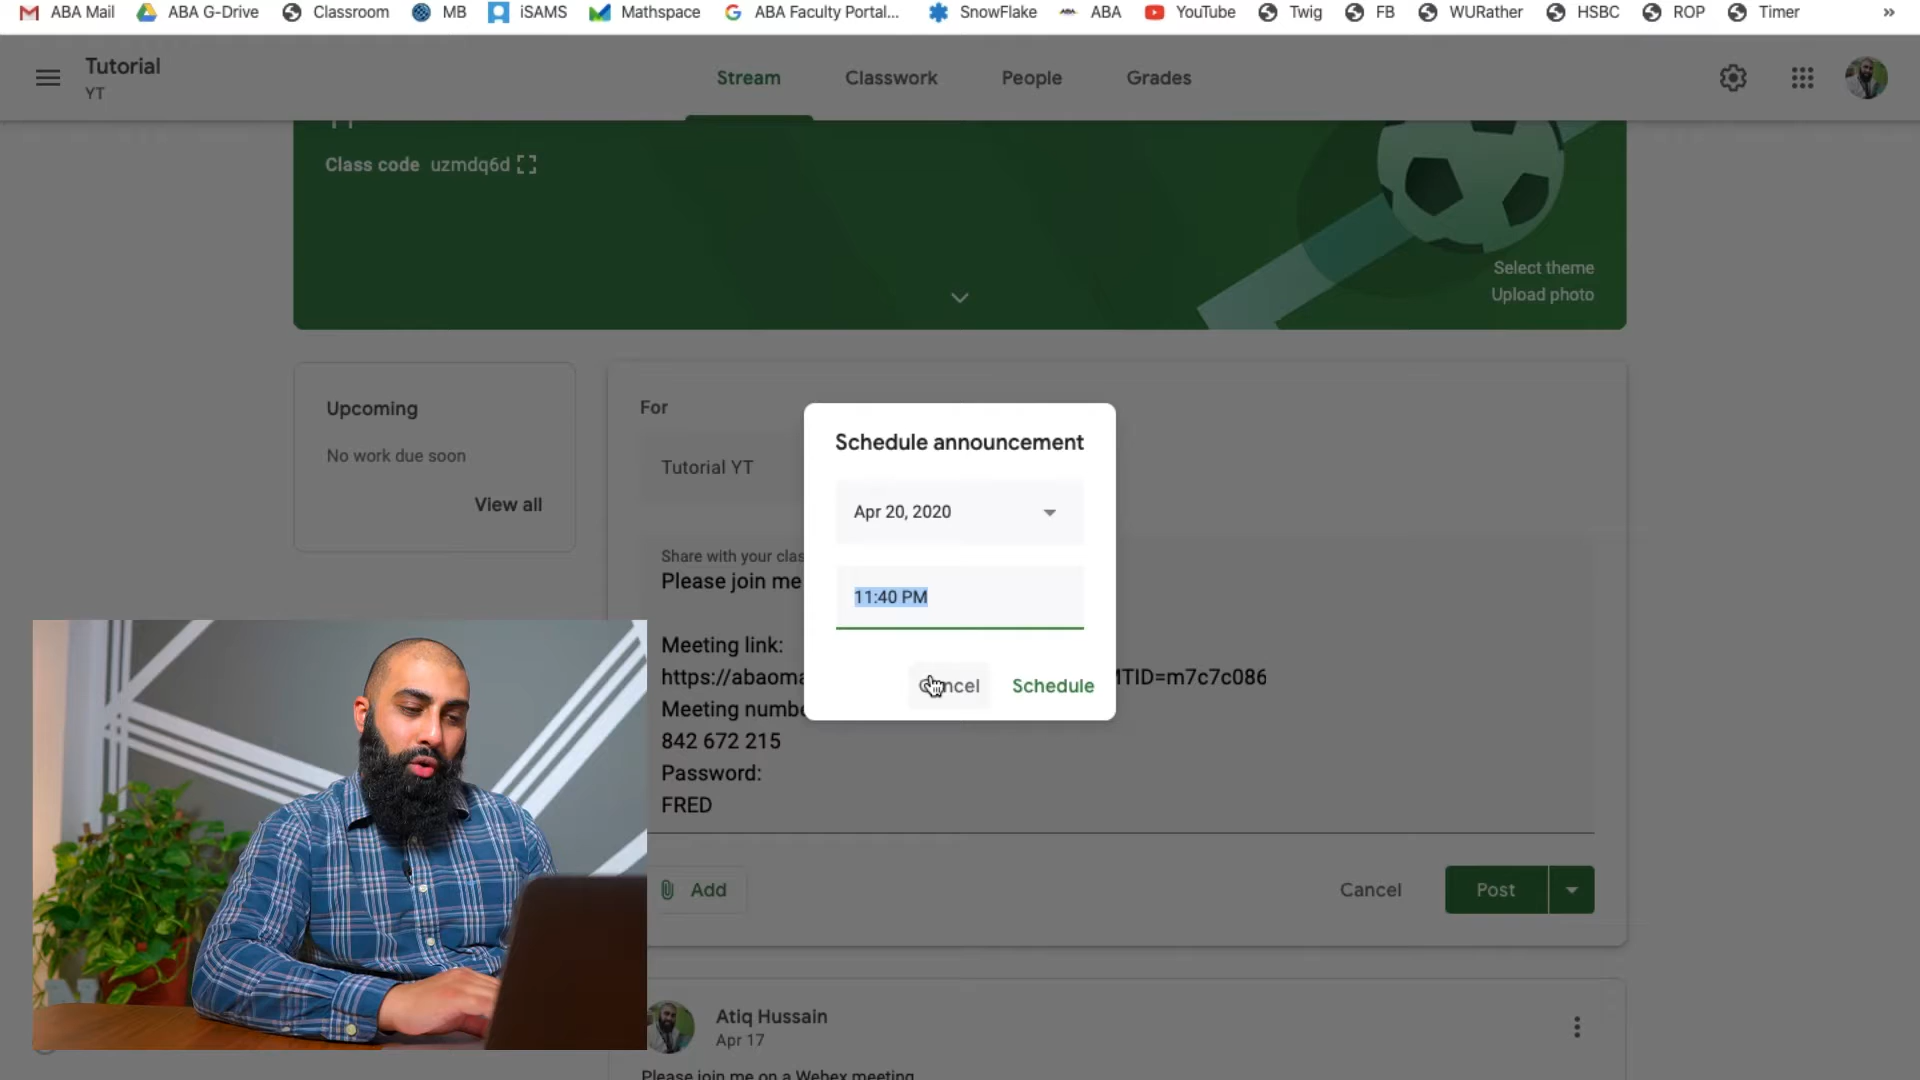 ABA Mail ABA G-Drive Classroom MB iSAMS Mathspace ABA Faculty Portal... SnowFlake ABA YouTube Twig FB WURather HSBC ROP Timer »
Tutorial
YT
Stream Classwork People Grades
Class code uzmdq6d
Select theme
Upload photo
Upcoming
No work due soon
View all
For
Tutorial YT
Schedule announcement
Apr 20, 2020
11:40 PM
Cancel Schedule
Share with your clas
Please join me
Meeting link:
https://abaoma TID=m7c7c086
Meeting numbe
842 672 215
Password:
FRED
Add
Cancel Post
Atiq Hussain
Apr 17
Please join me on a Webex meeting